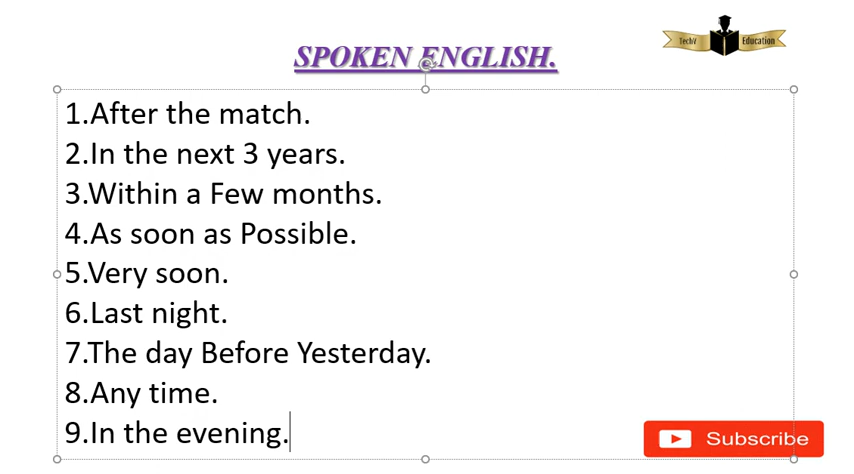 TechY Education
SPOKEN ENGLISH.
1.After the match.
2.In the next 3 years.
3.Within a Few months.
4.As soon as Possible.
5.Very soon.
6.Last night.
7.The day Before Yesterday.
8.Any time.
9.In the evening.
Subscribe